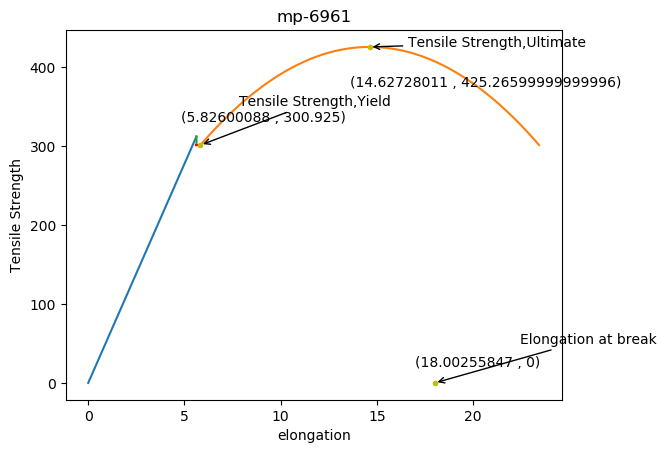 mp-6961
Tensile Strength,Ultimate
(14.62728011 , 425.26599999999996)
Tensile Strength,Yield
(5.82600088 , 300.925)
Elongation at break
(18.00255847 , 0)
Tensile Strength
400
300
200
100
0
0 5 10 15 20
elongation